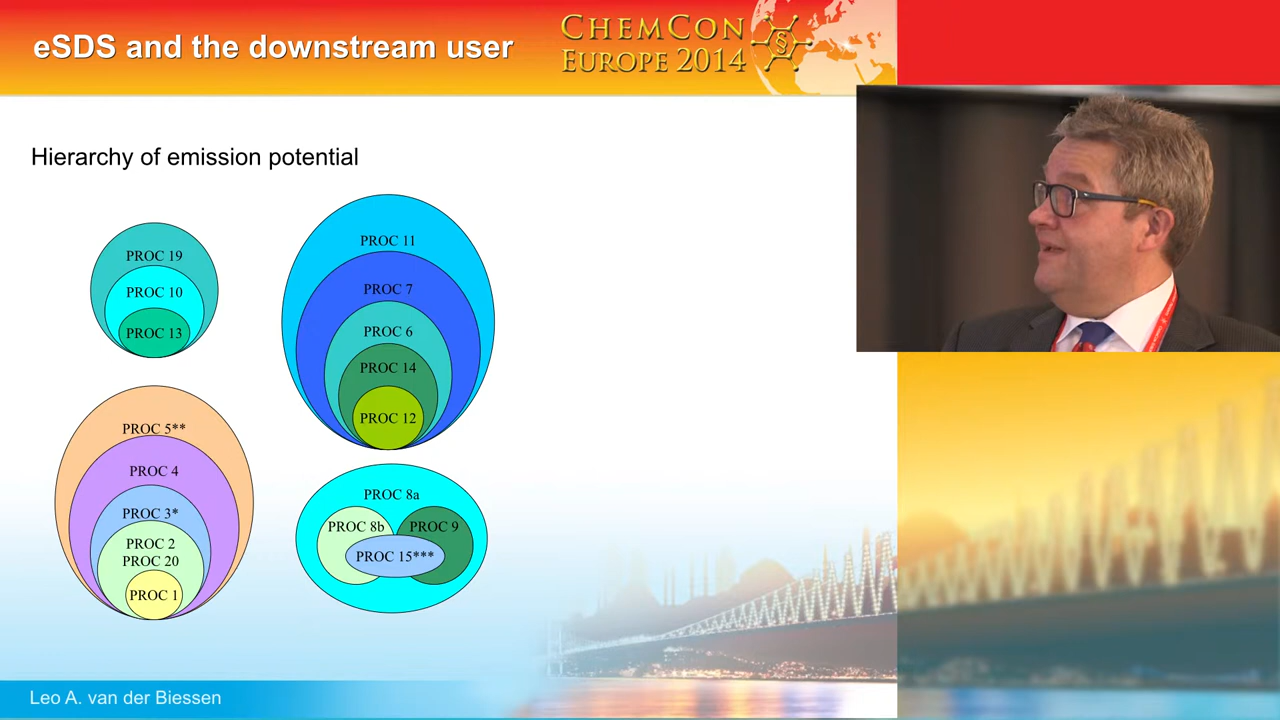 eSDS and the downstream user
CHEMCON
EUROPE 2014
§
Hierarchy of emission potential
PROC 19
PROC 10
PROC 13
PROC 11
PROC 7
PROC 6
PROC 14
PROC 12
PROC 5**
PROC 4
PROC 3*
PROC 2
PROC 20
PROC 1
PROC 8a
PROC 8b
PROC 9
PROC 15***
Leo A. van der Biessen